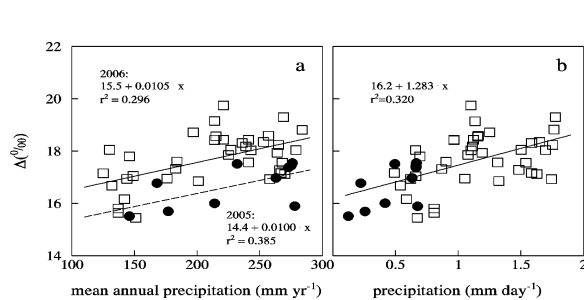 22
20
18
16
14
Δ(⁰/₀₀)
a
2006:
15.5 + 0.0105 · x
r² = 0.296
2005:
14.4 + 0.0100 · x
r² = 0.385
100 150 200 250 300
mean annual precipitation (mm yr⁻¹)
b
16.2 + 1.283 · x
r²=0.320
0.5 1 1.5 2
precipitation (mm day⁻¹)